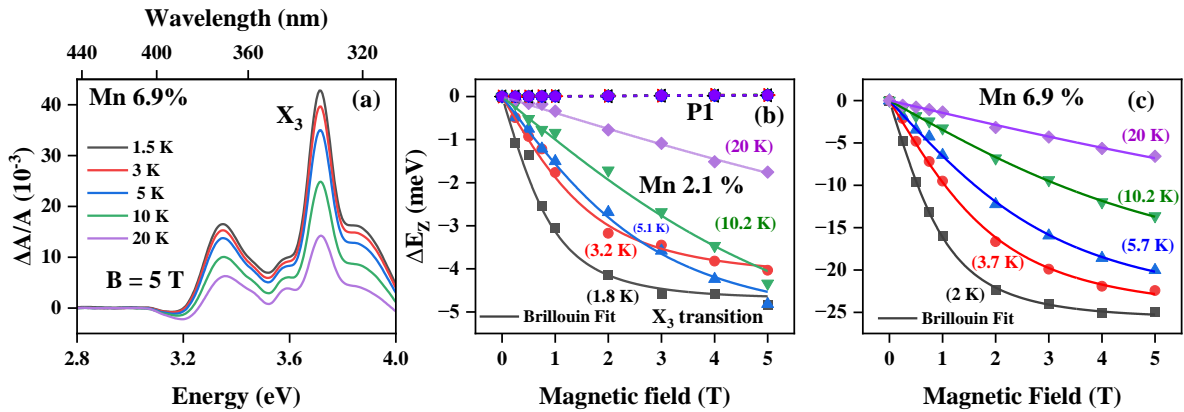 Wavelength (nm)
440 400 360 320
Mn 6.9%
(a)
X3
1.5 K
3 K
5 K
10 K
20 K
B = 5 T
40
30
20
10
0
ΔA/A (10-3)
2.8 3.2 3.6 4.0
Energy (eV)
(b)
P1
(20 K)
Mn 2.1 %
(5.1 K)
(10.2 K)
(3.2 K)
(1.8 K)
Brillouin Fit
X3 transition
0
−1
−2
−3
−4
−5
ΔEZ (meV)
0 1 2 3 4 5
Magnetic field (T)
Mn 6.9 %
(c)
(20 K)
(10.2 K)
(5.7 K)
(3.7 K)
(2 K)
Brillouin Fit
0
−5
−10
−15
−20
−25
0 1 2 3 4 5
Magnetic Field (T)